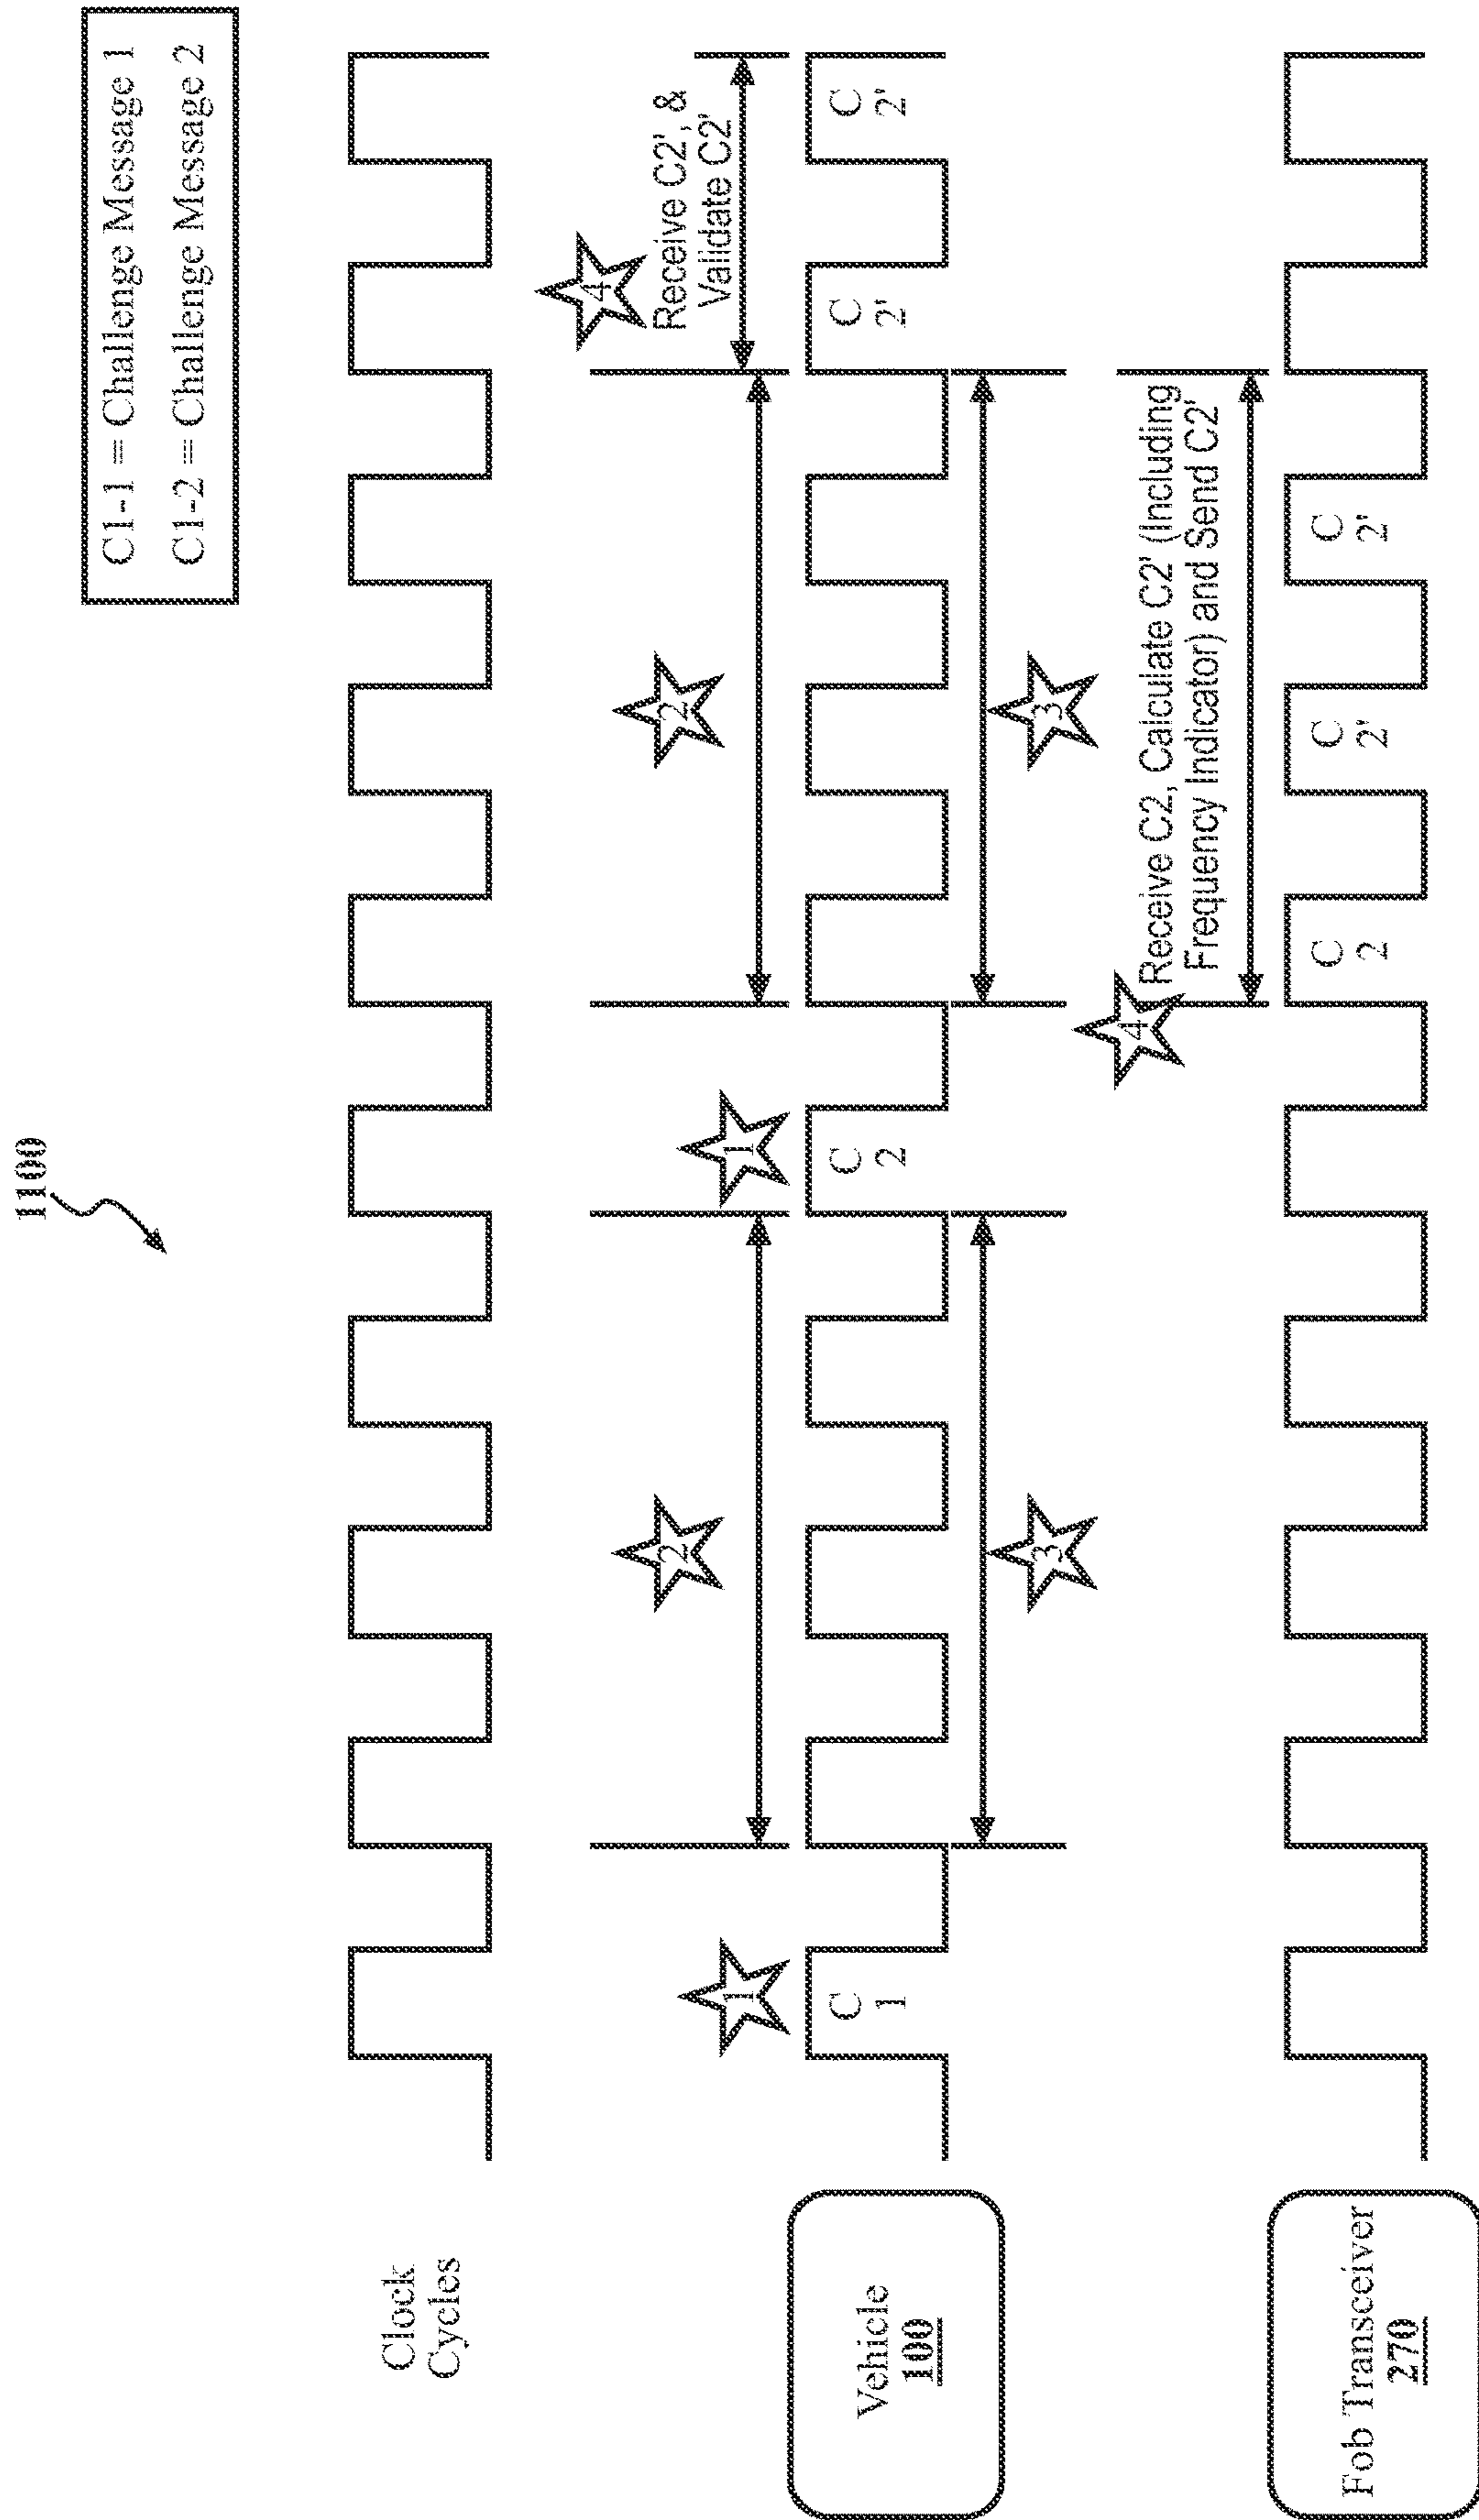 1100
C1-1 = Challenge Message 1
C1-2 = Challenge Message 2
Clock
Cycles
4
Receive C2', &
Validate C2'
2
2
1
1
Vehicle
100
C
1
C
2
C
2'
C
2'
3
3
4
Receive C2, Calculate C2' (Including
Frequency Indicator) and Send C2'
Fob Transceiver
270
C
2
C
2'
C
2'